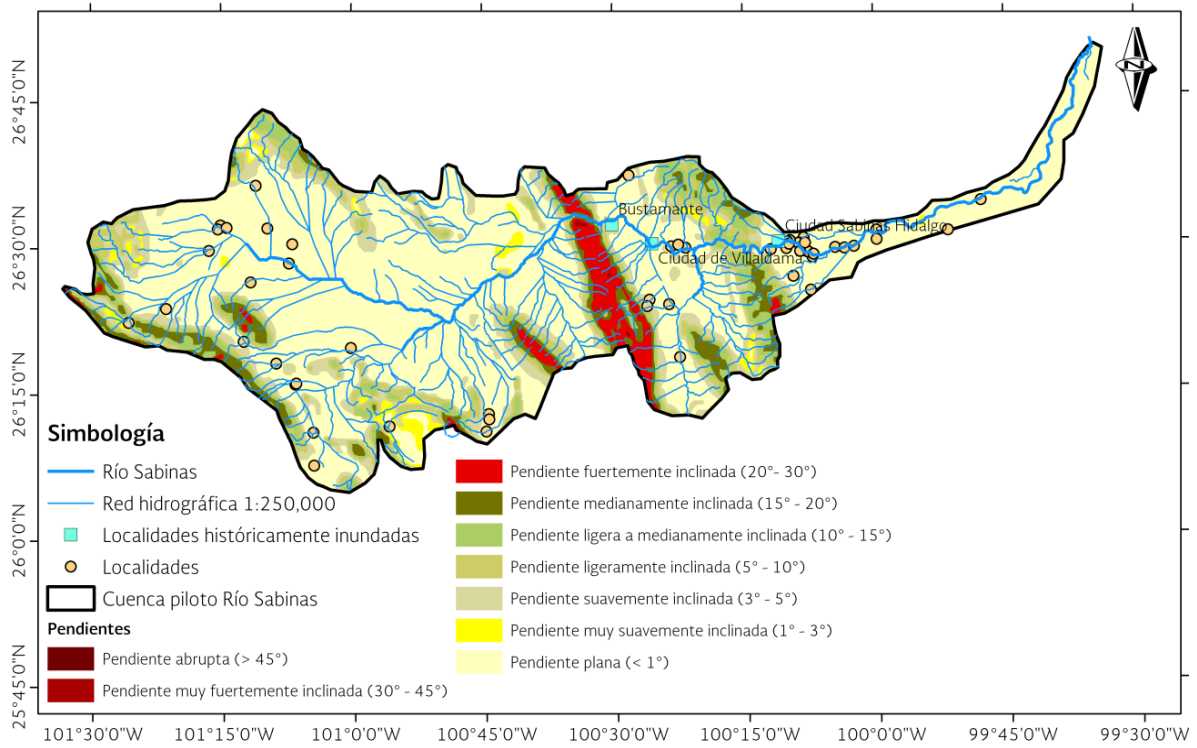 26°45'0"N
26°30'0"N
26°15'0"N
26°0'0"N
25°45'0"N
N
Bustamante
Ciudad Sabinas Hidalgo
Ciudad de Villaldama
Simbología
Río Sabinas
Red hidrográfica 1:250,000
Localidades históricamente inundadas
Localidades
Cuenca piloto Río Sabinas
Pendientes
Pendiente abrupta (> 45°)
Pendiente muy fuertemente inclinada (30° - 45°)
Pendiente fuertemente inclinada (20°- 30°)
Pendiente medianamente inclinada (15° - 20°)
Pendiente ligera a medianamente inclinada (10° - 15°)
Pendiente ligeramente inclinada (5° - 10°)
Pendiente suavemente inclinada (3° - 5°)
Pendiente muy suavemente inclinada (1° - 3°)
Pendiente plana (< 1°)
101°30'0"W 101°15'0"W 101°0'0"W 100°45'0"W 100°30'0"W 100°15'0"W 100°0'0"W 99°45'0"W 99°30'0"W